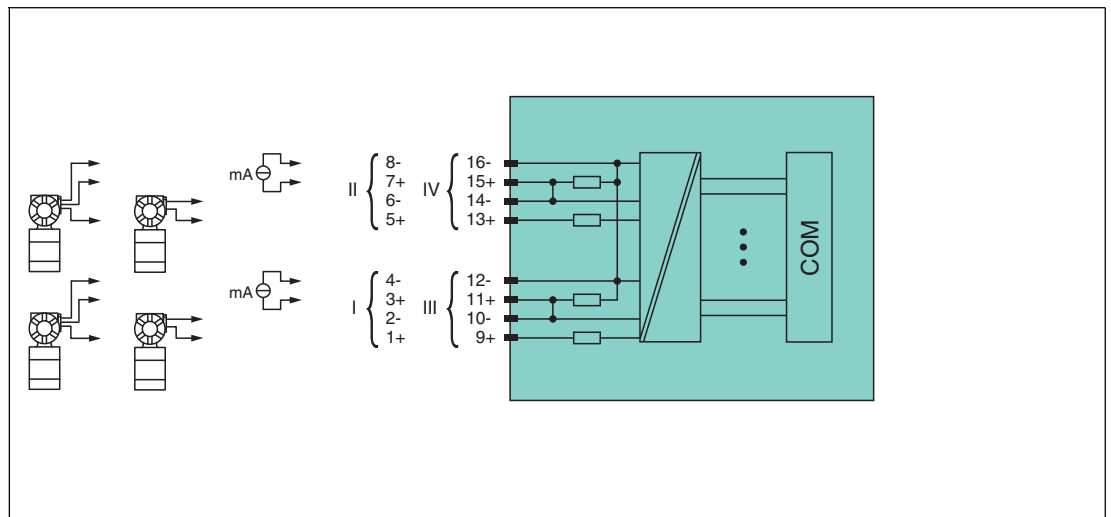 mA
II
8-
7+
6-
5+
IV
16-
15+
14-
13+
mA
I
4-
3+
2-
1+
III
12-
11+
10-
9+
COM